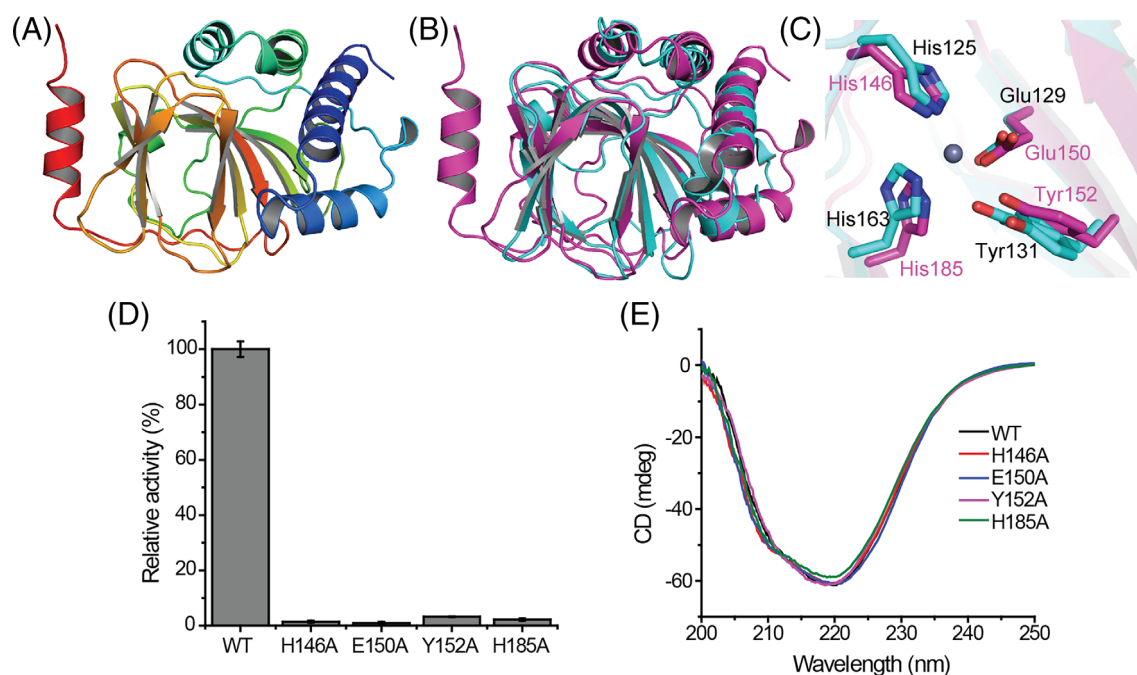 (A)
(B)
(C)
His125
His146
Glu129
Glu150
Tyr152
His163
His185
Tyr131
(D)
Relative activity (%)
100
80
60
40
20
0
WT H146A E150A Y152A H185A
(E)
CD (mdeg)
0
-20
-40
-60
WT
H146A
E150A
Y152A
H185A
200 210 220 230 240 250
Wavelength (nm)